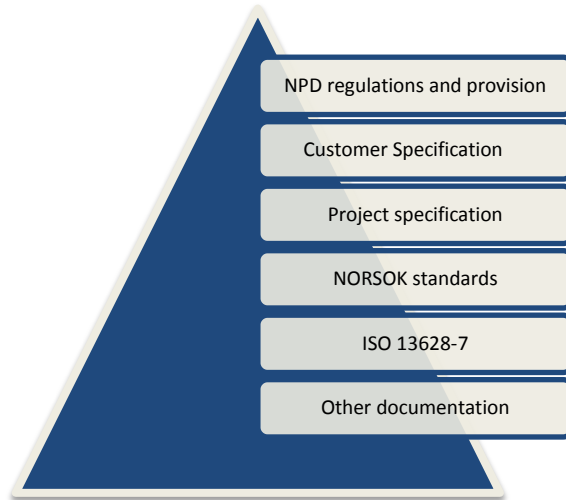 NPD regulations and provision
Customer Specification
Project specification
NORSOK standards
ISO 13628-7
Other documentation